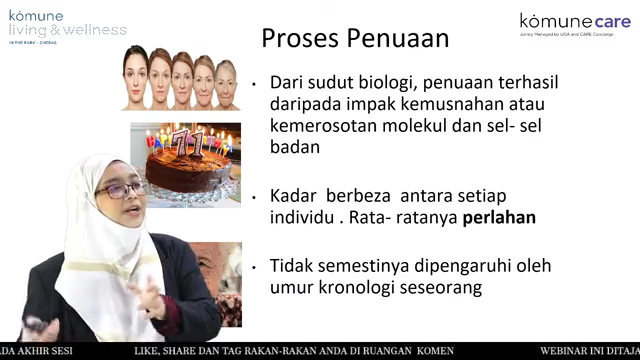 kömune
living & wellness
IN THE PARK - CHERAS
kömunecare
Jointly Managed by UOA and CARE Concierge
Proses Penuaan
• Dari sudut biologi, penuaan terhasil
daripada impak kemusnahan atau
kemerosotan molekul dan sel- sel
badan
71
• Kadar berbeza antara setiap
individu . Rata- ratanya perlahan
• Tidak semestinya dipengaruhi oleh
umur kronologi seseorang
ADA AKHIR SESI LIKE, SHARE DAN TAG RAKAN-RAKAN ANDA DI RUANGAN KOMEN WEBINAR INI DITAJA